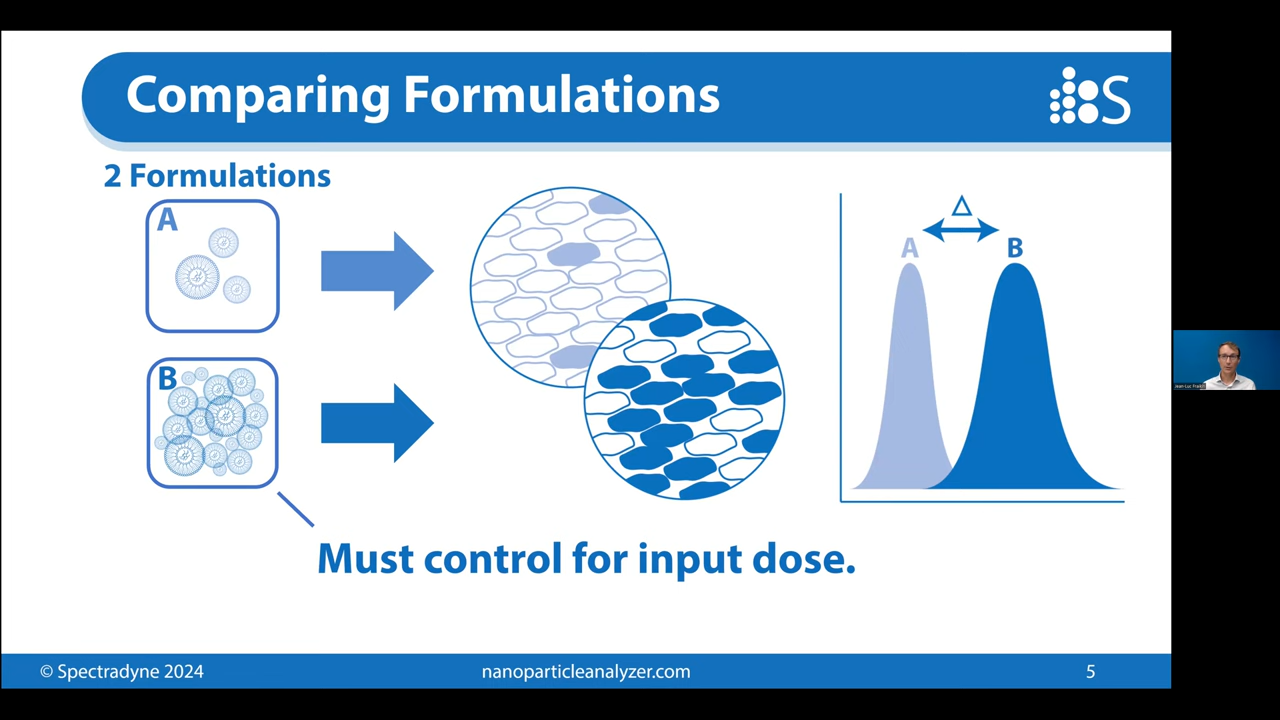 Comparing Formulations
S
2 Formulations
A
B
Δ
A
B
Must control for input dose.
© Spectradyne 2024
nanoparticleanalyzer.com
5